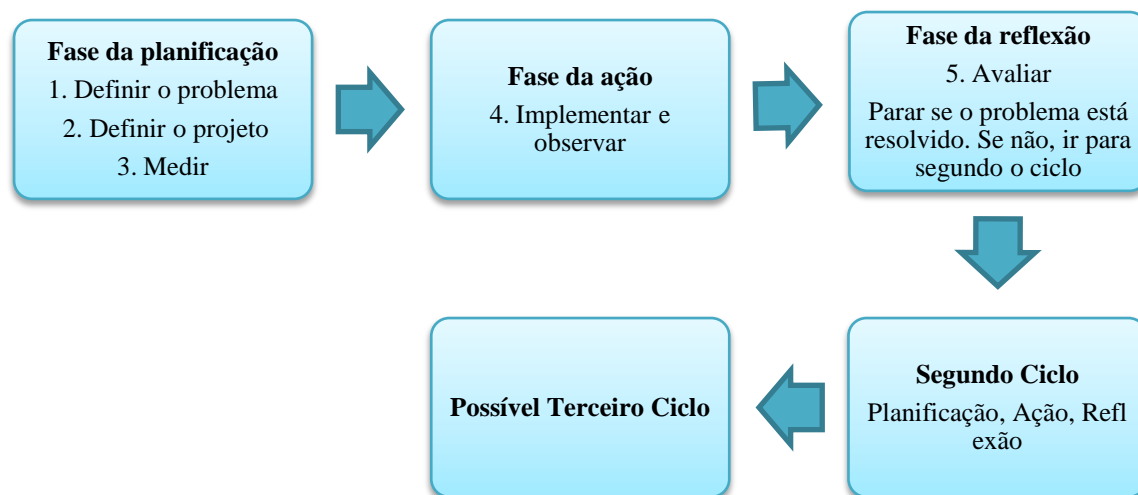 Fase da planificação
1. Definir o problema
2. Definir o projeto
3. Medir
Fase da ação
4. Implementar e
observar
Fase da reflexão
5. Avaliar
Parar se o problema está
resolvido. Se não, ir para
segundo o ciclo
Segundo Ciclo
Planificação, Ação, Refl
exão
Possível Terceiro Ciclo